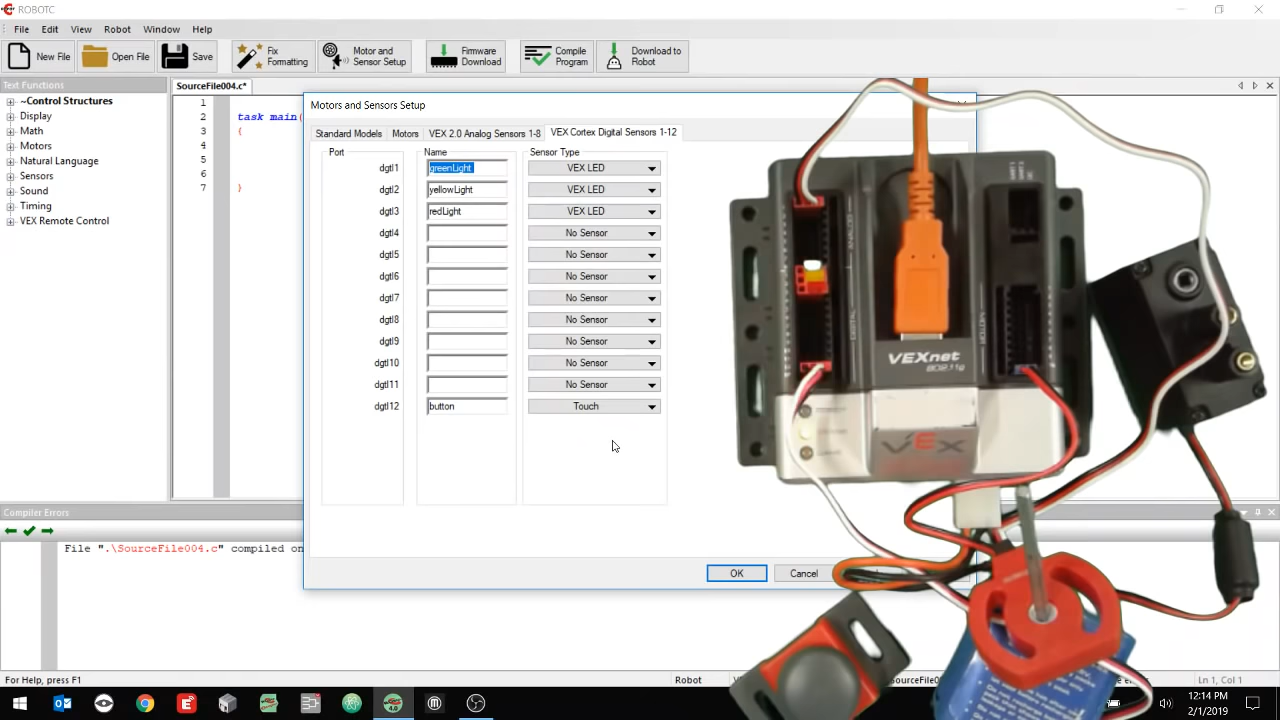 ROBOTC
File Edit View Robot Window Help
New File Open File Save Fix Formatting Motor and Sensor Setup Firmware Download Compile Program Download to Robot
Text Functions
~Control Structures
Display
Math
Motors
Natural Language
Sensors
Sound
Timing
VEX Remote Control
SourceFile004.c*
1
2 task main(
3 {
4
5
6
7 }
Motors and Sensors Setup
Standard Models Motors VEX 2.0 Analog Sensors 1-8 VEX Cortex Digital Sensors 1-12
Port Name Sensor Type
dgtl1 greenLight VEX LED
dgtl2 yellowLight VEX LED
dgtl3 redLight VEX LED
dgtl4 No Sensor
dgtl5 No Sensor
dgtl6 No Sensor
dgtl7 No Sensor
dgtl8 No Sensor
dgtl9 No Sensor
dgtl10 No Sensor
dgtl11 No Sensor
dgtl12 button Touch
OK Cancel
ANALOG
DIGITAL
MOTOR
VEXnet
802.11g
VEX
Compiler Errors
File ".\SourceFile004.c" compiled on
For Help, press F1
Robot
SourceFile004.c
Ln 1, Col 1
12:14 PM
2/1/2019